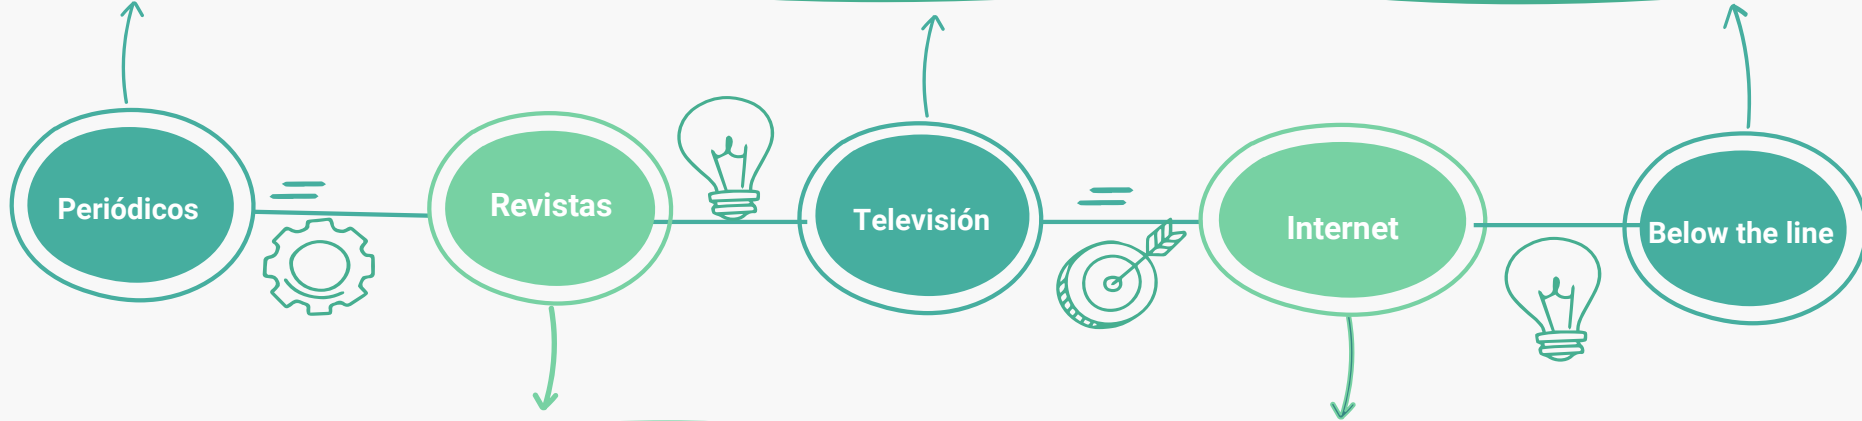 Periódicos
Revistas
Televisión
Internet
Below the line